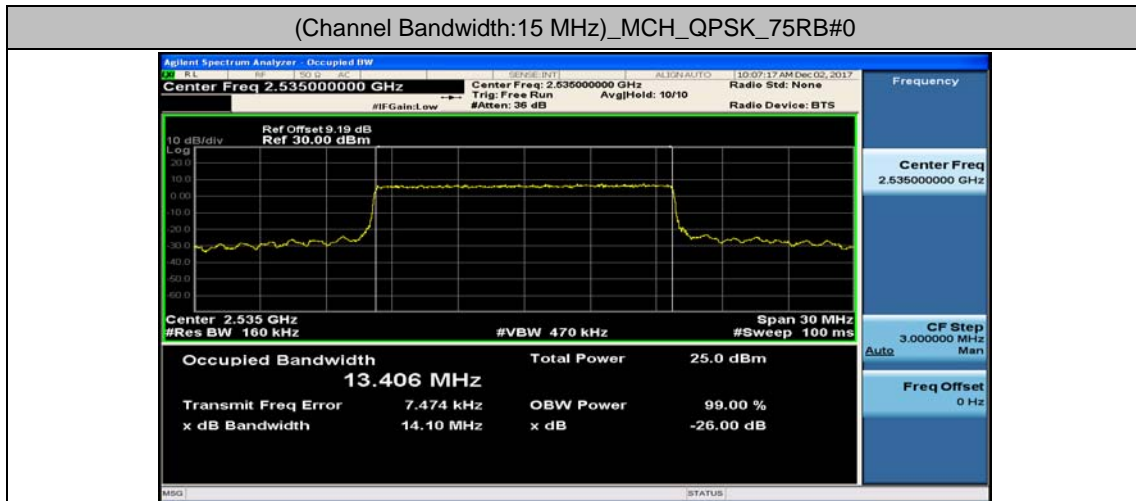 (Channel Bandwidth:15 MHz)_MCH_QPSK_75RB#0
Agilent Spectrum Analyzer - Occupied BW
RL RF 50 Ω AC SENSE:INT ALIGN AUTO 10:07:17 AM Dec 02, 2017
Center Freq 2.535000000 GHz
Center Freq: 2.535000000 GHz
Radio Std: None
Trig: Free Run Avg|Hold: 10/10
#IFGain:Low #Atten: 36 dB
Radio Device: BTS
Ref Offset 9.19 dB
10 dB/div Ref 30.00 dBm
Log
20.0
10.0
0.00
-10.0
-20.0
-30.0
-40.0
-50.0
-60.0
Center 2.535 GHz Span 30 MHz
#Res BW 160 kHz #VBW 470 kHz #Sweep 100 ms
Occupied Bandwidth Total Power 25.0 dBm
13.406 MHz
Transmit Freq Error 7.474 kHz OBW Power 99.00 %
x dB Bandwidth 14.10 MHz x dB -26.00 dB
MSG STATUS
Frequency
Center Freq
2.535000000 GHz
CF Step
3.000000 MHz
Auto Man
Freq Offset
0 Hz